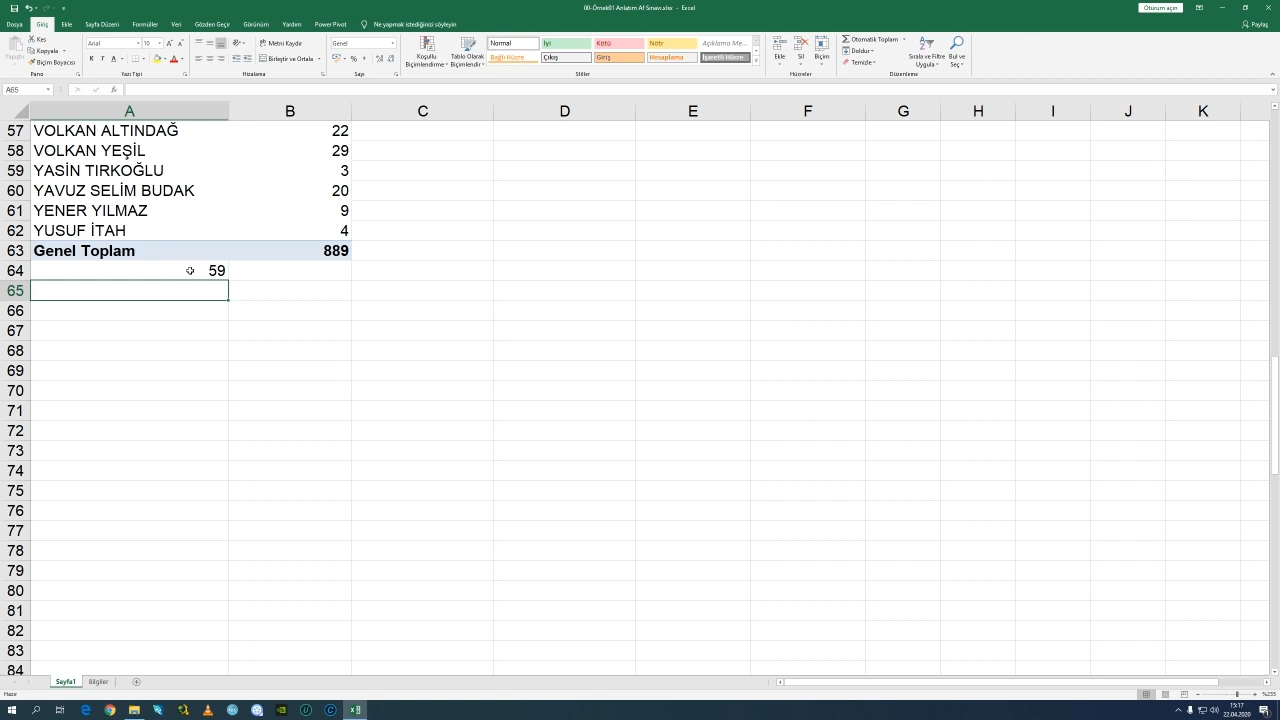 00-Örnek01 Anlatım Af Sınavı.xlsx - Excel
Oturum açın
Dosya Giriş Ekle Sayfa Düzeni Formüller Veri Gözden Geçir Görünüm Yardım Power Pivot Ne yapmak istediğinizi söyleyin Paylaş
Yapıştır Kes Kopyala Biçim Boyacısı
Arial 10
Metni Kaydır
Birleştir ve Ortala
Genel
Koşullu Biçimlendirme Tablo Olarak Biçimlendir
Normal İyi Kötü Nötr Açıklama Me...
Bağlı Hücre Çıkış Giriş Hesaplama İşaretli Hücre
Ekle Sil Biçim
Otomatik Toplam
Doldur
Temizle
Sırala ve Filtre Uygula Bul ve Seç
Pano Yazı Tipi Hizalama Sayı Stiller Hücreler Düzenleme
A65 fx
A B C D E F G H I J K
57 VOLKAN ALTINDAĞ 22
58 VOLKAN YEŞİL 29
59 YASİN TIRKOĞLU 3
60 YAVUZ SELİM BUDAK 20
61 YENER YILMAZ 9
62 YUSUF İTAH 4
63 Genel Toplam 889
64 59
65
66
67
68
69
70
71
72
73
74
75
76
77
78
79
80
81
82
83
84
Sayfa1 Bilgiler
Hazır %235
15:17
22.04.2020